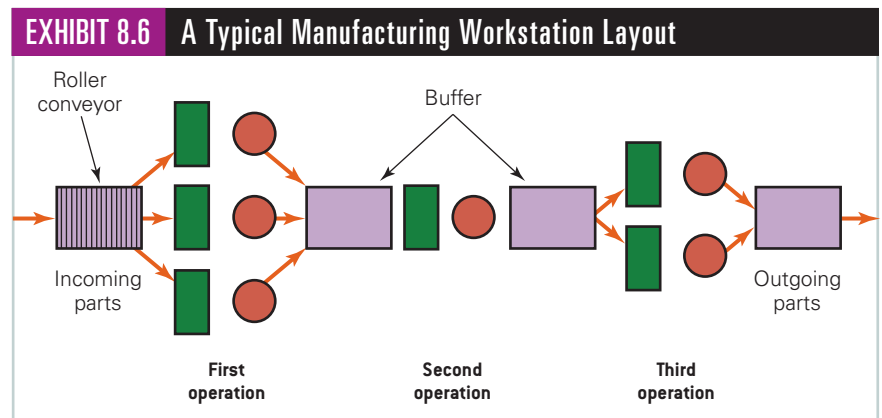 EXHIBIT 8.6 A Typical Manufacturing Workstation Layout
Roller
conveyor
Buffer
Incoming
parts
Outgoing
parts
First
operation
Second
operation
Third
operation